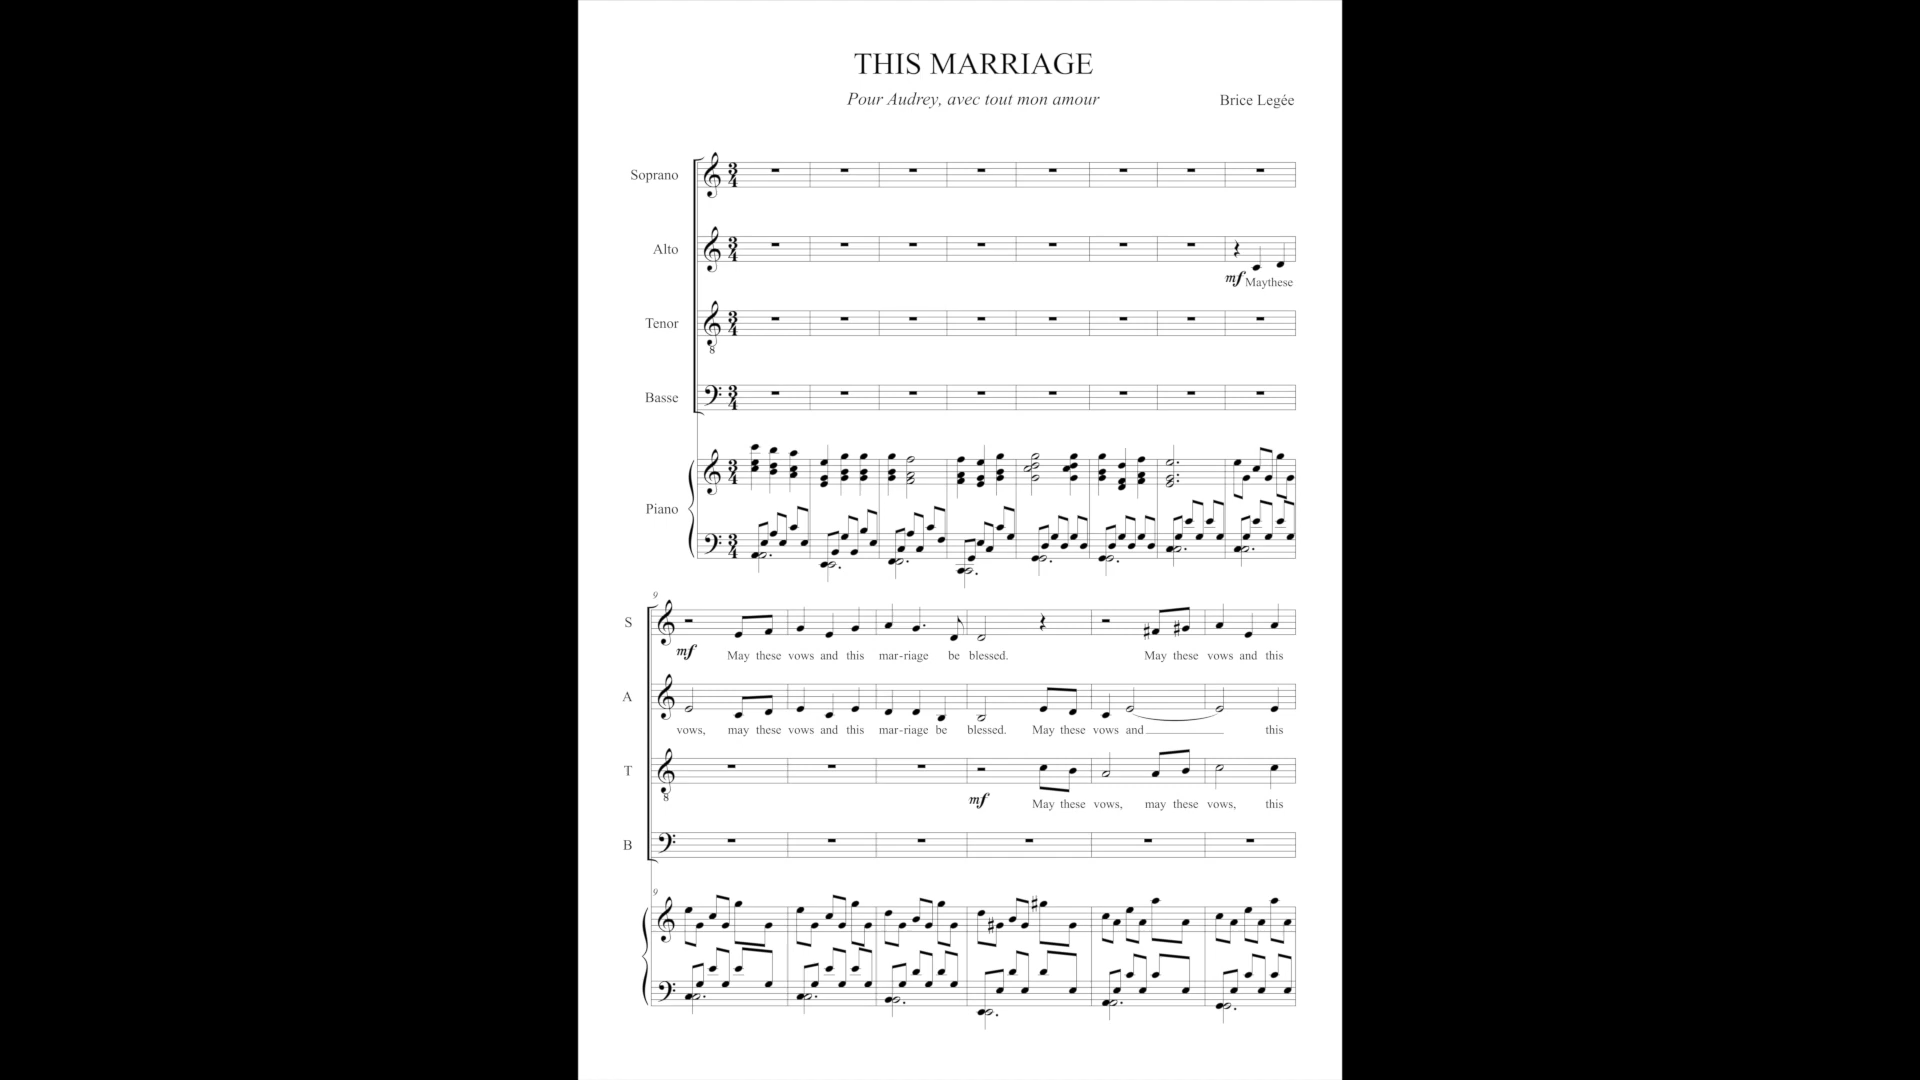 THIS MARRIAGE
Pour Audrey, avec tout mon amour
Brice Legée
Soprano
Alto
mf Maythese
Tenor
8
Basse
Piano
9
S
mf
May these vows and this mar-riage be blessed. May these vows and this
A
vows, may these vows and this mar-riage be blessed. May these vows and this
T
8
mf
May these vows, may these vows, this
B
9